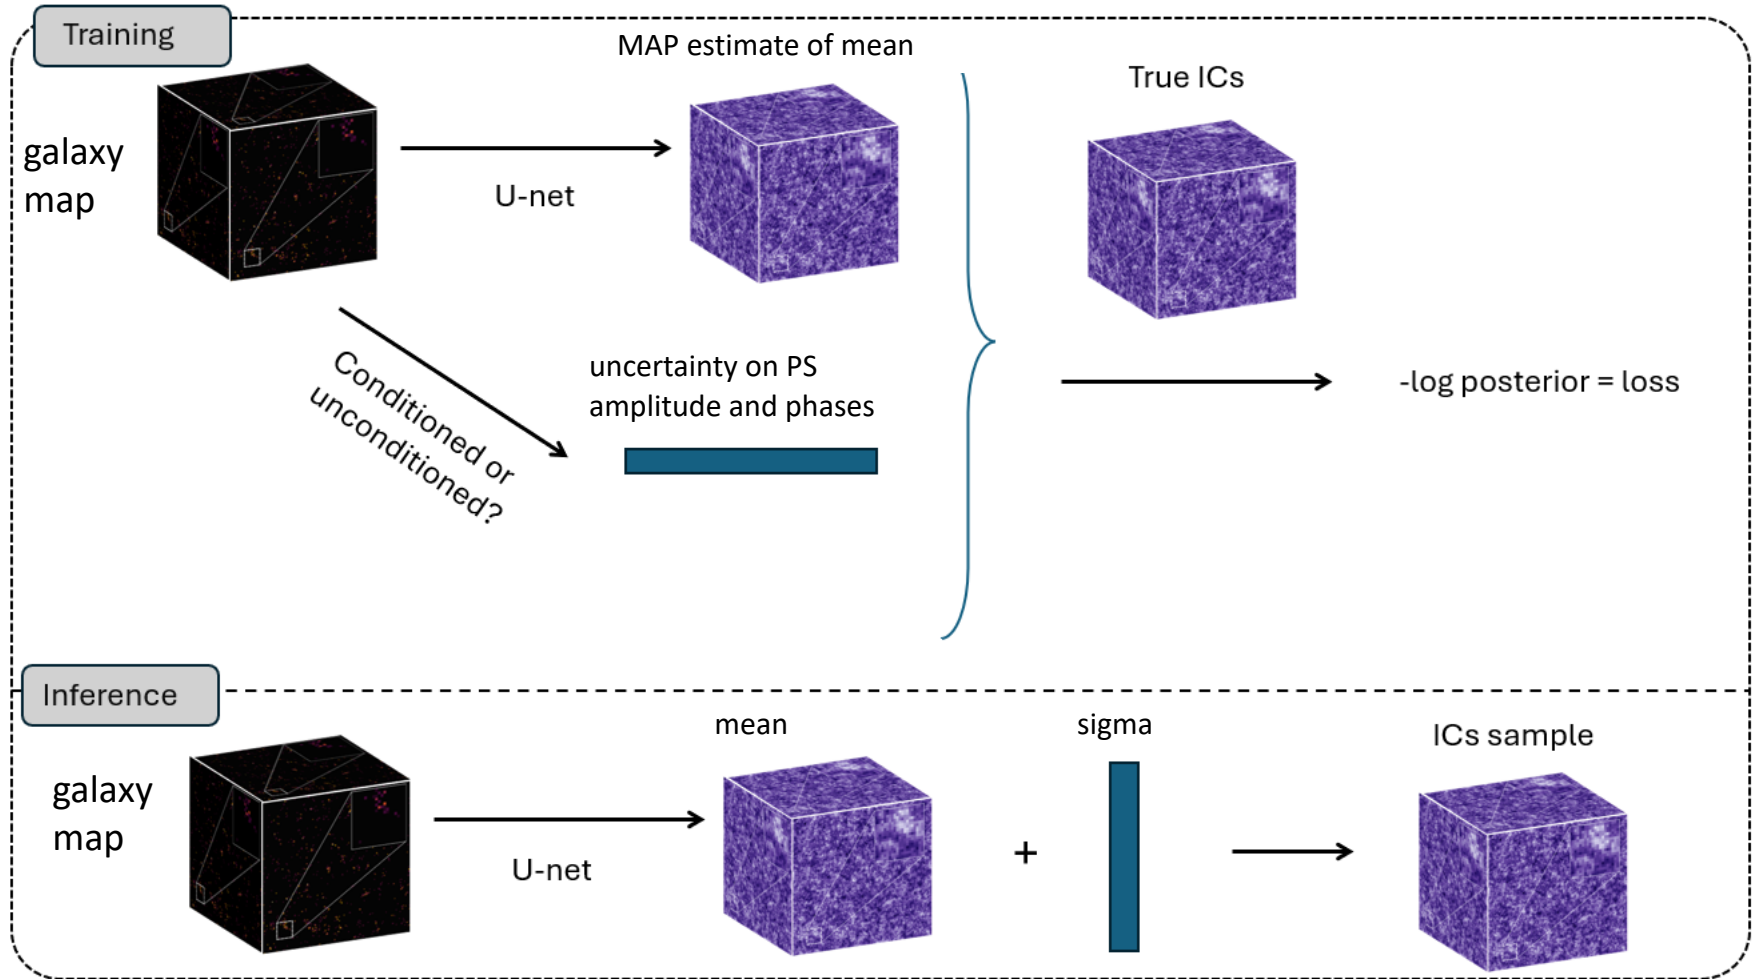 Training
MAP estimate of mean
True ICs
galaxy
map
U-net
Conditioned or
unconditioned?
uncertainty on PS
amplitude and phases
-log posterior = loss
Inference
mean
sigma
ICs sample
galaxy
map
U-net
+